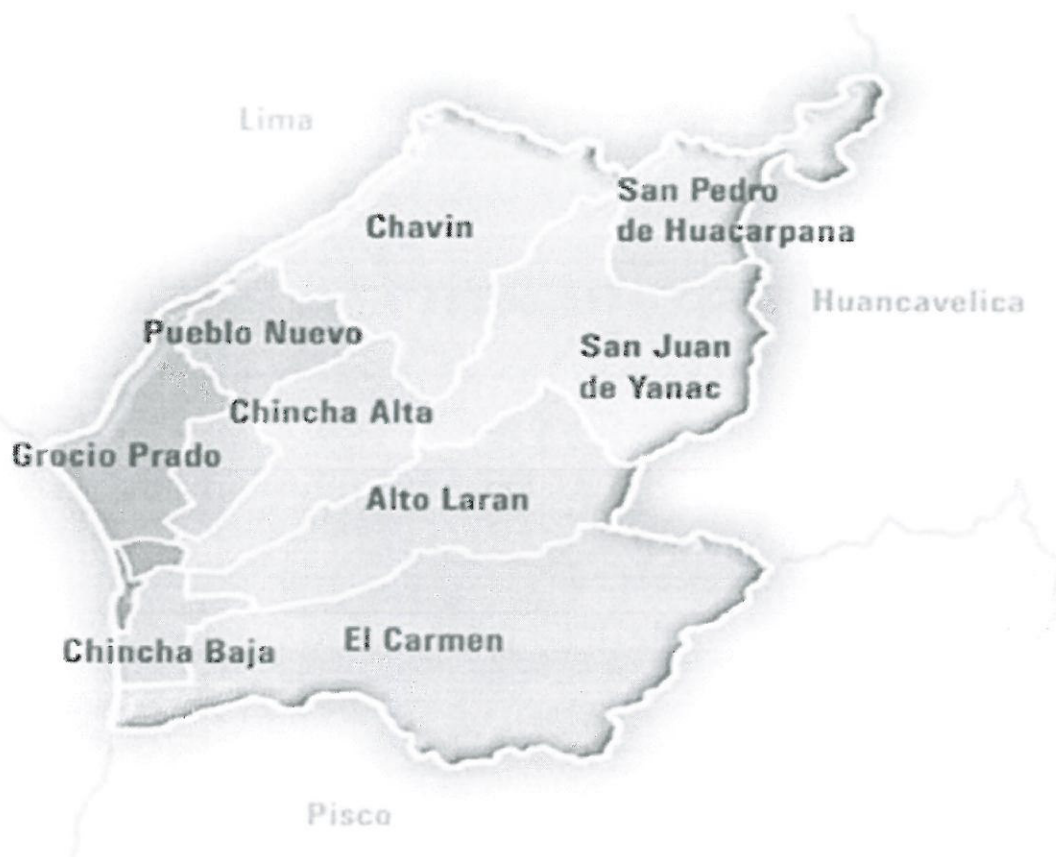 Lima
San Pedro
de Huacarpana
Chavin
Huancavelica
Pueblo Nuevo
San Juan
de Yanac
Chincha Alta
Grocio Prado
Alto Laran
El Carmen
Chincha Baja
Pisco